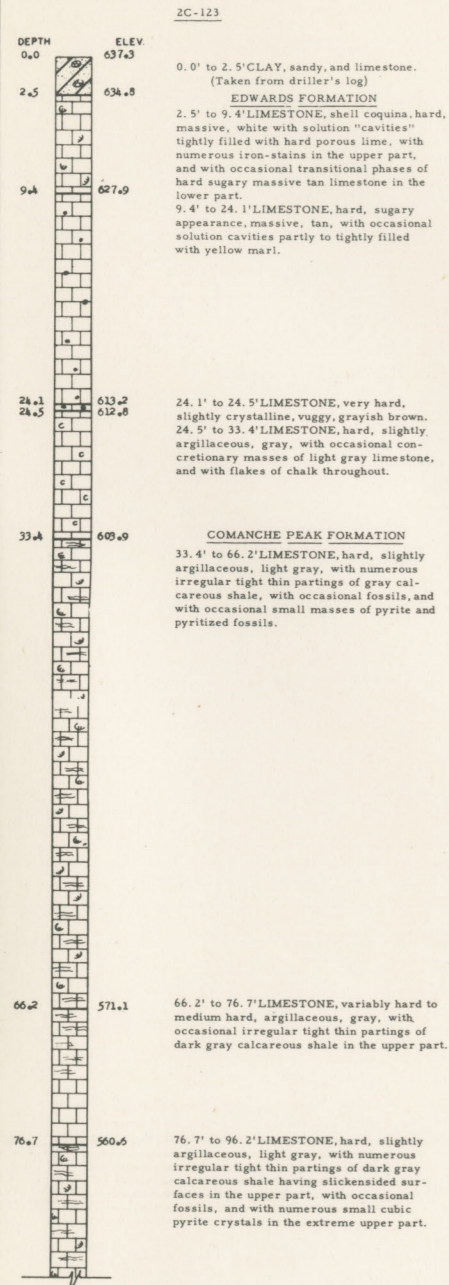 2C-123
DEPTH ELEV.
0.0 637.3
0.0' to 2.5'CLAY, sandy, and limestone.
(Taken from driller's log)
2.5 634.8
EDWARDS FORMATION
2.5' to 9.4'LIMESTONE, shell coquina, hard,
massive, white with solution "cavities"
tightly filled with hard porous lime, with
numerous iron-stains in the upper part,
and with occasional transitional phases of
hard sugary massive tan limestone in the
lower part.
9.4 627.9
9.4' to 24.1'LIMESTONE, hard, sugary
appearance, massive, tan, with occasional
solution cavities partly to tightly filled
with yellow marl.
24.1 613.2
24.5 612.8
24.1' to 24.5'LIMESTONE, very hard,
slightly crystalline, vuggy, grayish brown.
24.5' to 33.4'LIMESTONE, hard, slightly
argillaceous, gray, with occasional con-
cretionary masses of light gray limestone,
and with flakes of chalk throughout.
33.4 603.9
COMANCHE PEAK FORMATION
33.4' to 66.2'LIMESTONE, hard, slightly
argillaceous, light gray, with numerous
irregular tight thin partings of gray cal-
careous shale, with occasional fossils, and
with occasional small masses of pyrite and
pyritized fossils.
66.2 571.1
66.2' to 76.7'LIMESTONE, variably hard to
medium hard, argillaceous, gray, with
occasional irregular tight thin partings of
dark gray calcareous shale in the upper part.
76.7 560.6
76.7' to 96.2'LIMESTONE, hard, slightly
argillaceous, light gray, with numerous
irregular tight thin partings of dark gray
calcareous shale having slickensided sur-
faces in the upper part, with occasional
fossils, and with numerous small cubic
pyrite crystals in the extreme upper part.